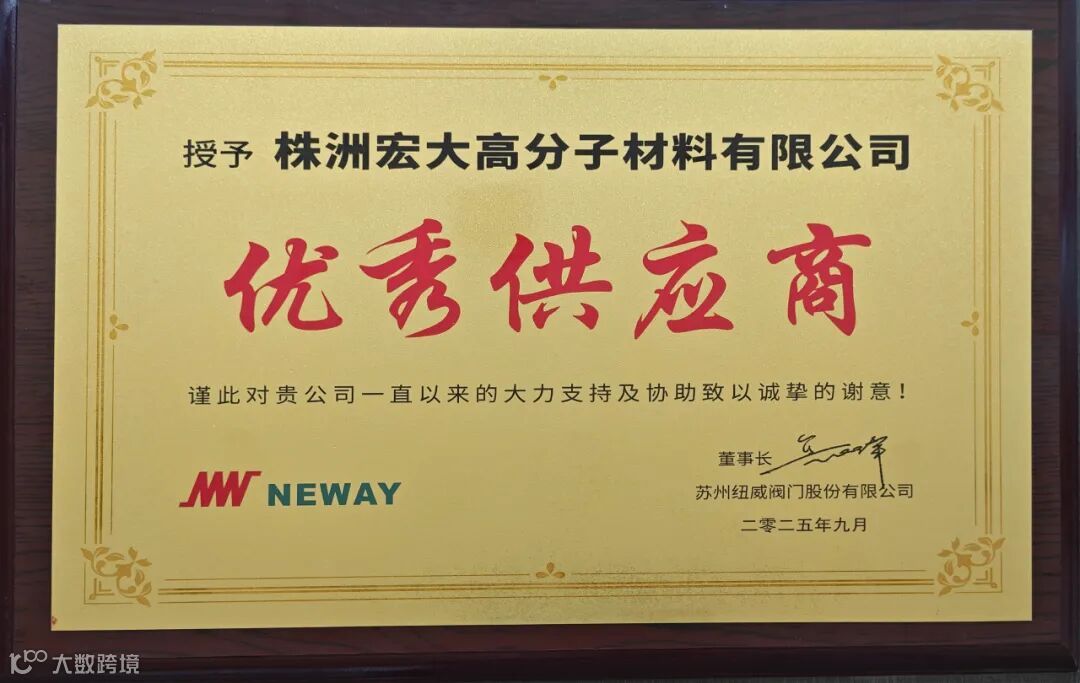 授予 株洲宏大高分子材料有限公司
优秀供应商
谨此对贵公司一直以来的大力支持及协助致以诚挚的谢意！
董事长
NEWAY
苏州纽威阀门股份有限公司
二零二五年九月
大数跨境